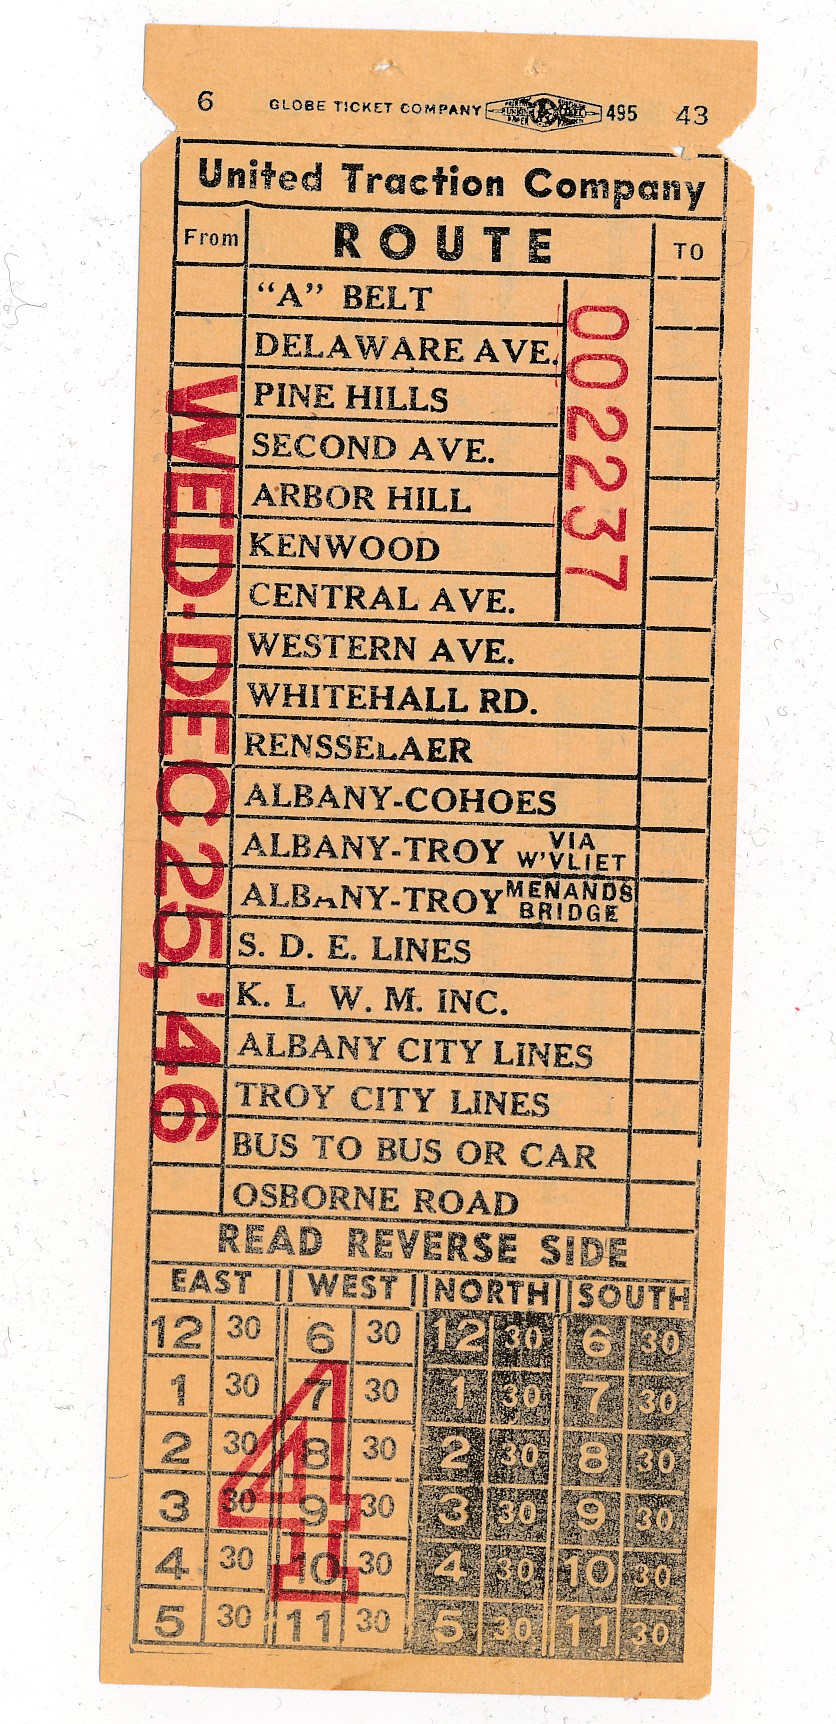 6 GLOBE TICKET COMPANY 495 43
United Traction Company
From ROUTE TO
"A" BELT
DELAWARE AVE.
PINE HILLS
SECOND AVE.
ARBOR HILL
KENWOOD
CENTRAL AVE.
WESTERN AVE.
WHITEHALL RD.
RENSSELAER
ALBANY-COHOES
ALBANY-TROY VIA W'VLIET
ALBANY-TROY MENANDS BRIDGE
S. D. E. LINES
K. L W. M. INC.
ALBANY CITY LINES
TROY CITY LINES
BUS TO BUS OR CAR
OSBORNE ROAD
002237
WED·DEC 25, '46
READ REVERSE SIDE
EAST WEST NORTH SOUTH
12 30 6 30 12 30 6 30
1 30 7 30 1 30 7 30
2 30 8 30 2 30 8 30
3 30 9 30 3 30 9 30
4 30 10 30 4 30 10 30
5 30 11 30 5 30 11 30
4